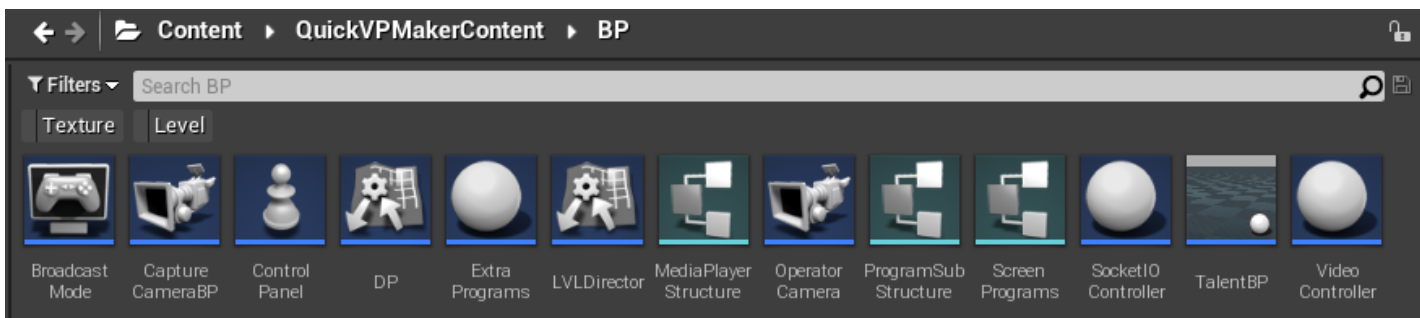 Content QuickVPMakerContent BP
Filters Search BP
Texture Level
Broadcast Mode
Capture CameraBP
Control Panel
DP
Extra Programs
LVLDirector
MediaPlayer Structure
Operator Camera
ProgramSub Structure
Screen Programs
SocketIO Controller
TalentBP
Video Controller